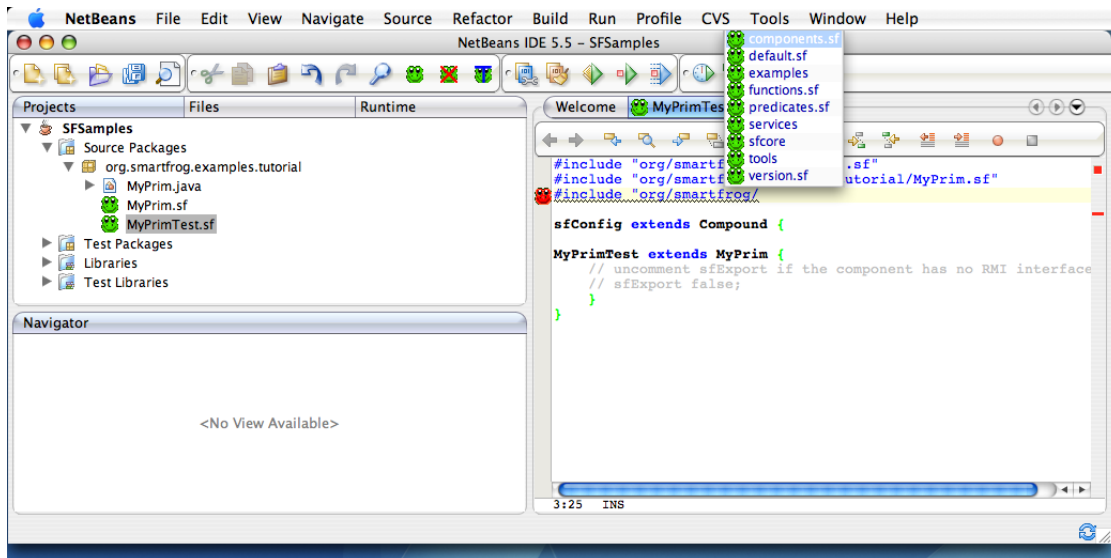 NetBeans File Edit View Navigate Source Refactor Build Run Profile CVS Tools Window Help
NetBeans IDE 5.5 – SFSamples
components.sf
default.sf
examples
functions.sf
predicates.sf
services
sfcore
tools
version.sf
Projects Files Runtime
SFSamples
Source Packages
org.smartfrog.examples.tutorial
MyPrim.java
MyPrim.sf
MyPrimTest.sf
Test Packages
Libraries
Test Libraries
Navigator
<No View Available>
Welcome MyPrimTes
#include "org/smartf .sf"
#include "org/smartf utorial/MyPrim.sf"
#include "org/smartfrog/
sfConfig extends Compound {
MyPrimTest extends MyPrim {
// uncomment sfExport if the component has no RMI interface
// sfExport false;
}
}
3:25 INS